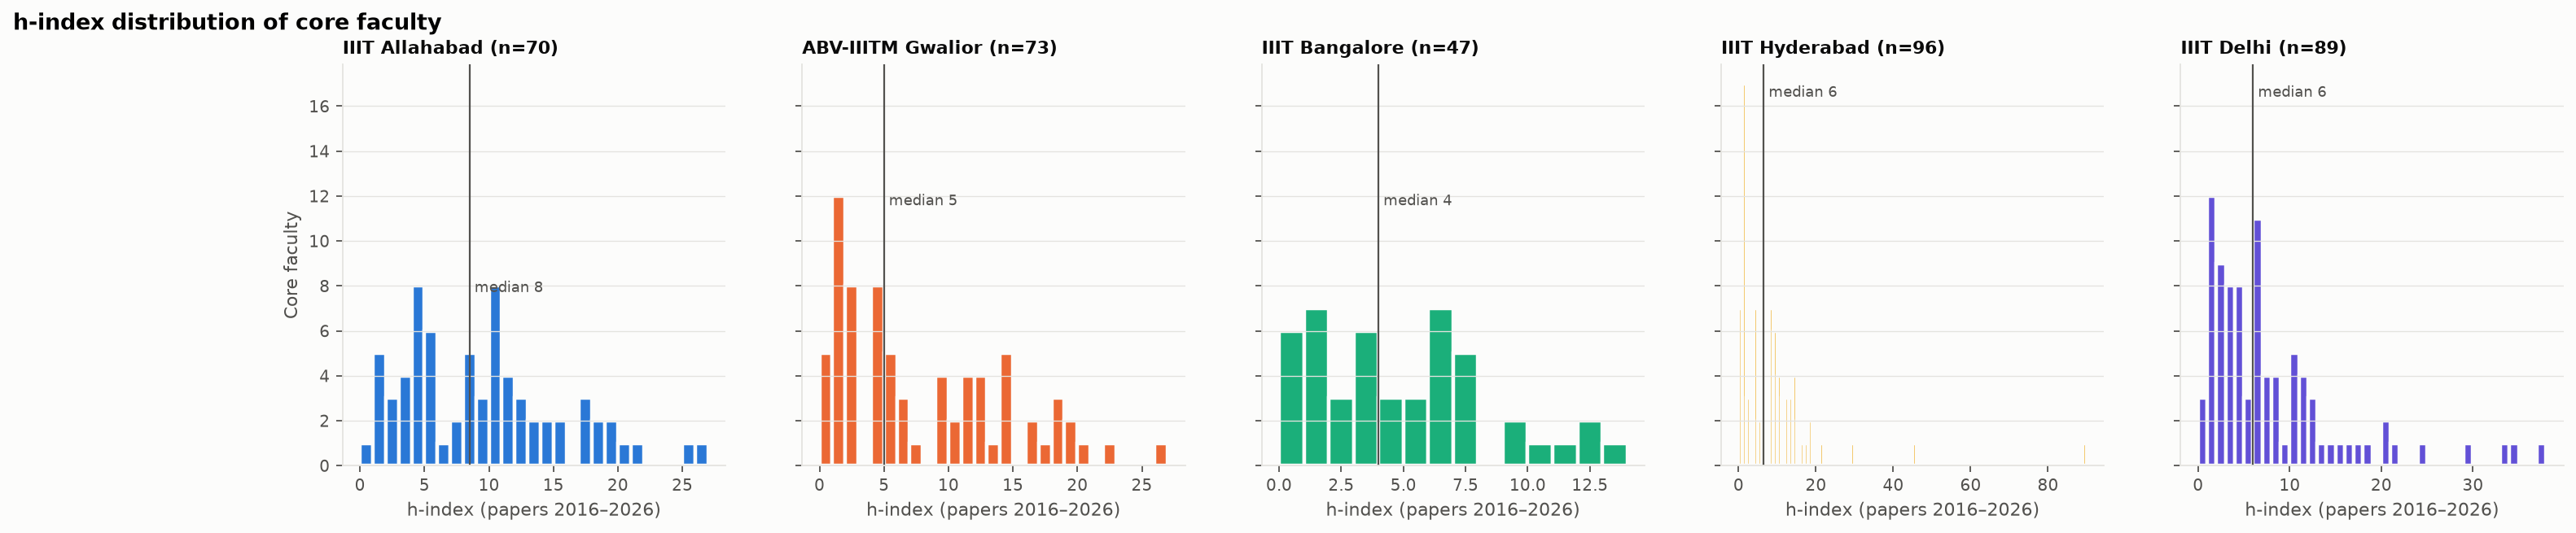 h-index distribution of core faculty
IIIT Allahabad (n=70)
ABV-IIITM Gwalior (n=73)
IIIT Bangalore (n=47)
IIIT Hyderabad (n=96)
IIIT Delhi (n=89)
Core faculty
16
14
12
10
8
6
4
2
0
median 8
median 5
median 4
median 6
median 6
0 5 10 15 20 25
0 5 10 15 20 25
0.0 2.5 5.0 7.5 10.0 12.5
0 20 40 60 80
0 10 20 30
h-index (papers 2016–2026)
h-index (papers 2016–2026)
h-index (papers 2016–2026)
h-index (papers 2016–2026)
h-index (papers 2016–2026)